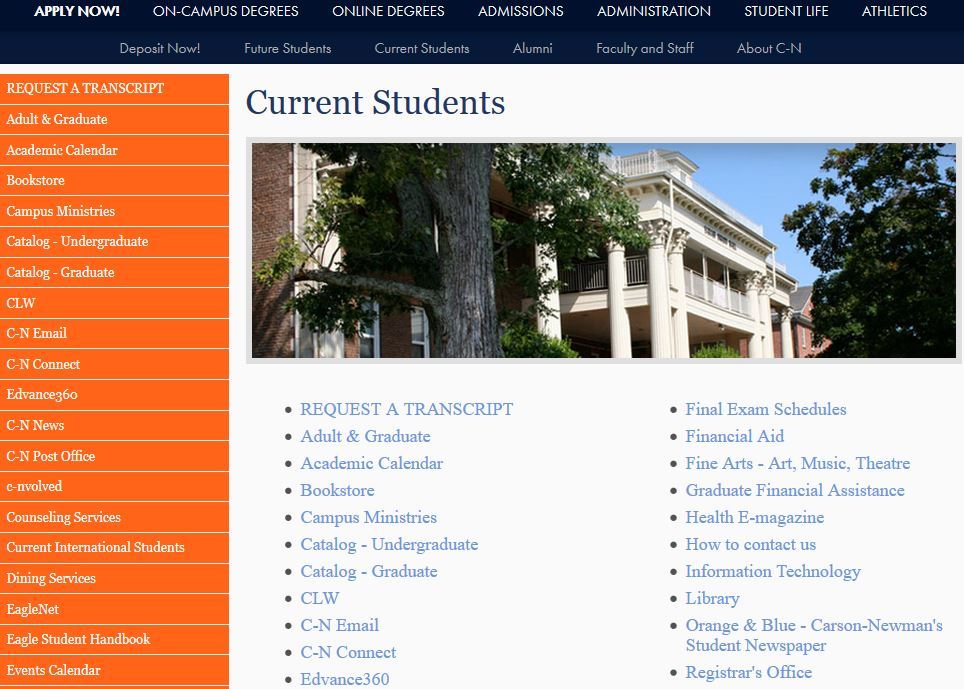 APPLY NOW! ON-CAMPUS DEGREES ONLINE DEGREES ADMISSIONS ADMINISTRATION STUDENT LIFE ATHLETICS
Deposit Now! Future Students Current Students Alumni Faculty and Staff About C-N
REQUEST A TRANSCRIPT
Adult & Graduate
Academic Calendar
Bookstore
Campus Ministries
Catalog - Undergraduate
Catalog - Graduate
CLW
C-N Email
C-N Connect
Edvance360
C-N News
C-N Post Office
c-nvolved
Counseling Services
Current International Students
Dining Services
EagleNet
Eagle Student Handbook
Events Calendar
Current Students
• REQUEST A TRANSCRIPT
• Adult & Graduate
• Academic Calendar
• Bookstore
• Campus Ministries
• Catalog - Undergraduate
• Catalog - Graduate
• CLW
• C-N Email
• C-N Connect
• Edvance360
• Final Exam Schedules
• Financial Aid
• Fine Arts - Art, Music, Theatre
• Graduate Financial Assistance
• Health E-magazine
• How to contact us
• Information Technology
• Library
• Orange & Blue - Carson-Newman's
Student Newspaper
• Registrar's Office